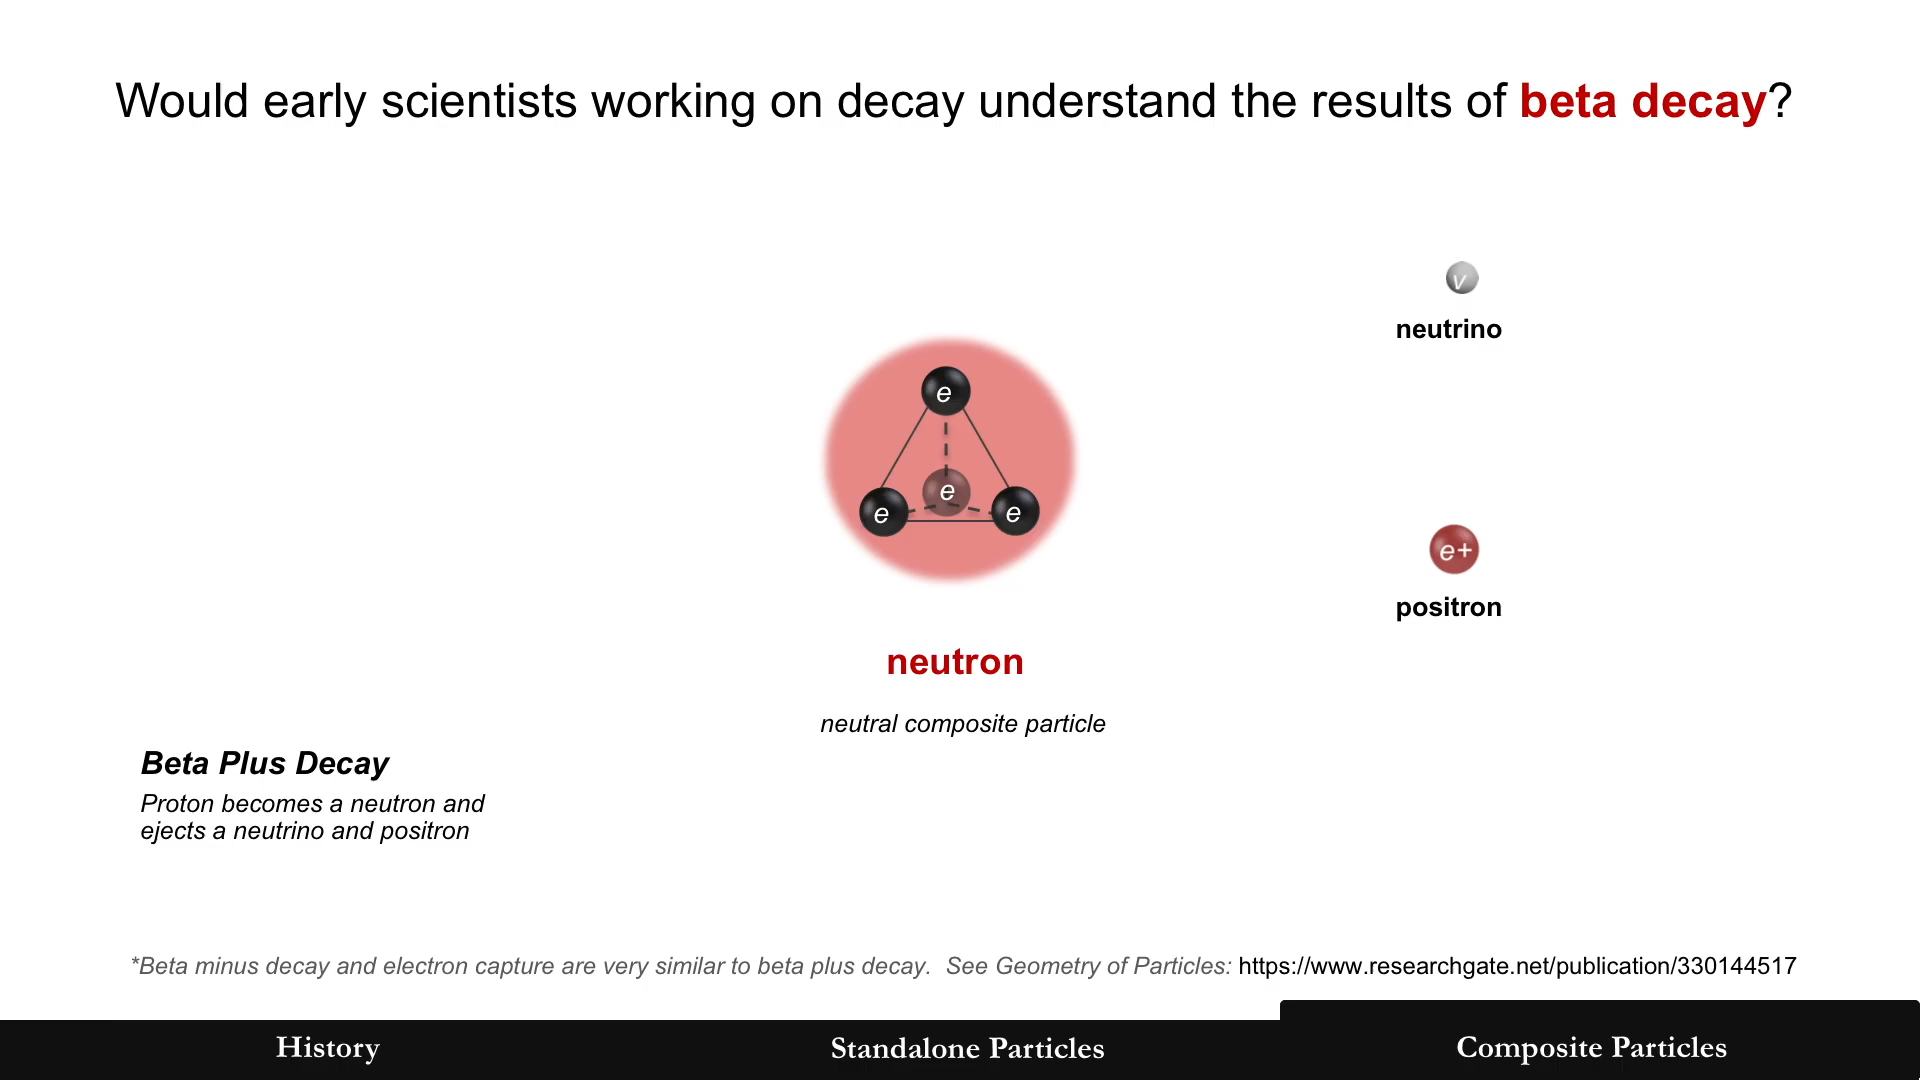 Would early scientists working on decay understand the results of beta decay?
v
neutrino
e
e
e
e
e+
positron
neutron
neutral composite particle
Beta Plus Decay
Proton becomes a neutron and
ejects a neutrino and positron
*Beta minus decay and electron capture are very similar to beta plus decay.  See Geometry of Particles: https://www.researchgate.net/publication/330144517
History
Standalone Particles
Composite Particles